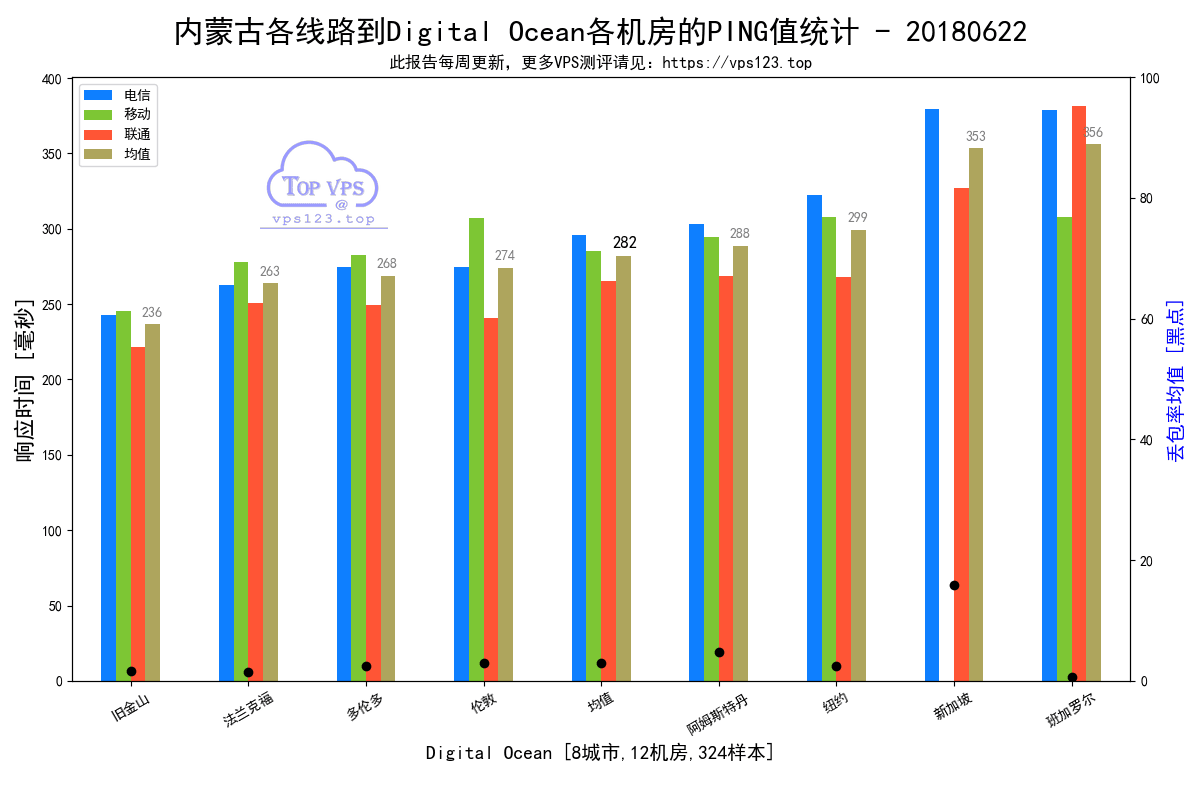 内蒙古各线路到Digital Ocean各机房的PING值统计 - 20180622
此报告每周更新，更多VPS测评请见：https://vps123.top
电信
移动
联通
均值
TOP VPS
@
vps123.top
响应时间 [毫秒]
400
350
300
250
200
150
100
50
0
236
263
268
274
282
288
299
353
356
100
80
60
40
20
0
丢包率均值 [黑点]
旧金山
法兰克福
多伦多
伦敦
均值
阿姆斯特丹
纽约
新加坡
班加罗尔
Digital Ocean [8城市,12机房,324样本]